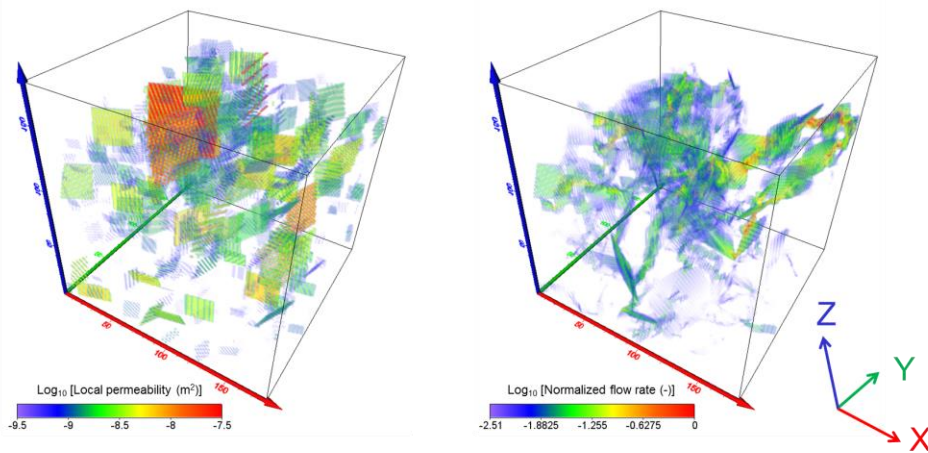 50
100
150
50
100
150
Log10 [Local permeability (m2)]
-9.5 -9 -8.5 -8 -7.5
Log10 [Normalized flow rate (-)]
-2.51 -1.8825 -1.255 -0.6275 0
Z
Y
X